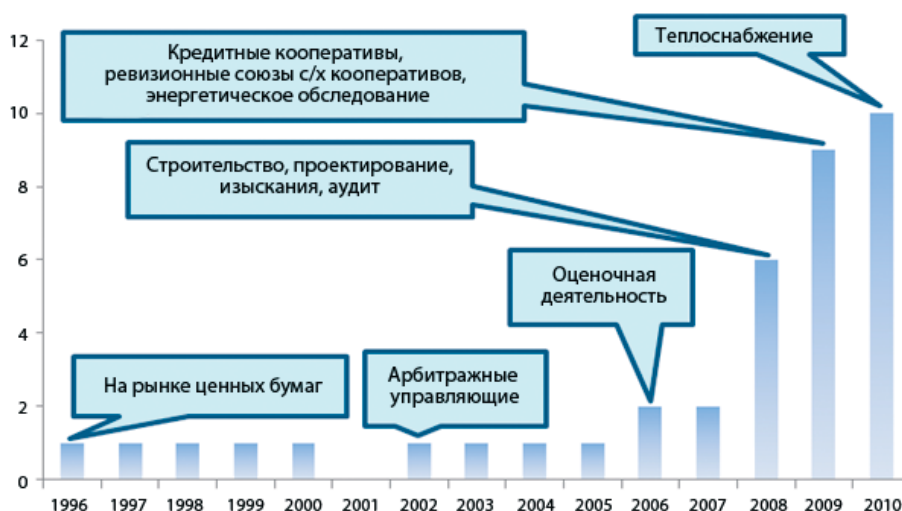 12
10
8
6
4
2
0
Кредитные кооперативы,
ревизионные союзы с/х кооперативов,
энергетическое обследование
Теплоснабжение
Строительство, проектирование,
изыскания, аудит
Оценочная
деятельность
На рынке ценных бумаг
Арбитражные
управляющие
1996 1997 1998 1999 2000 2001 2002 2003 2004 2005 2006 2007 2008 2009 2010